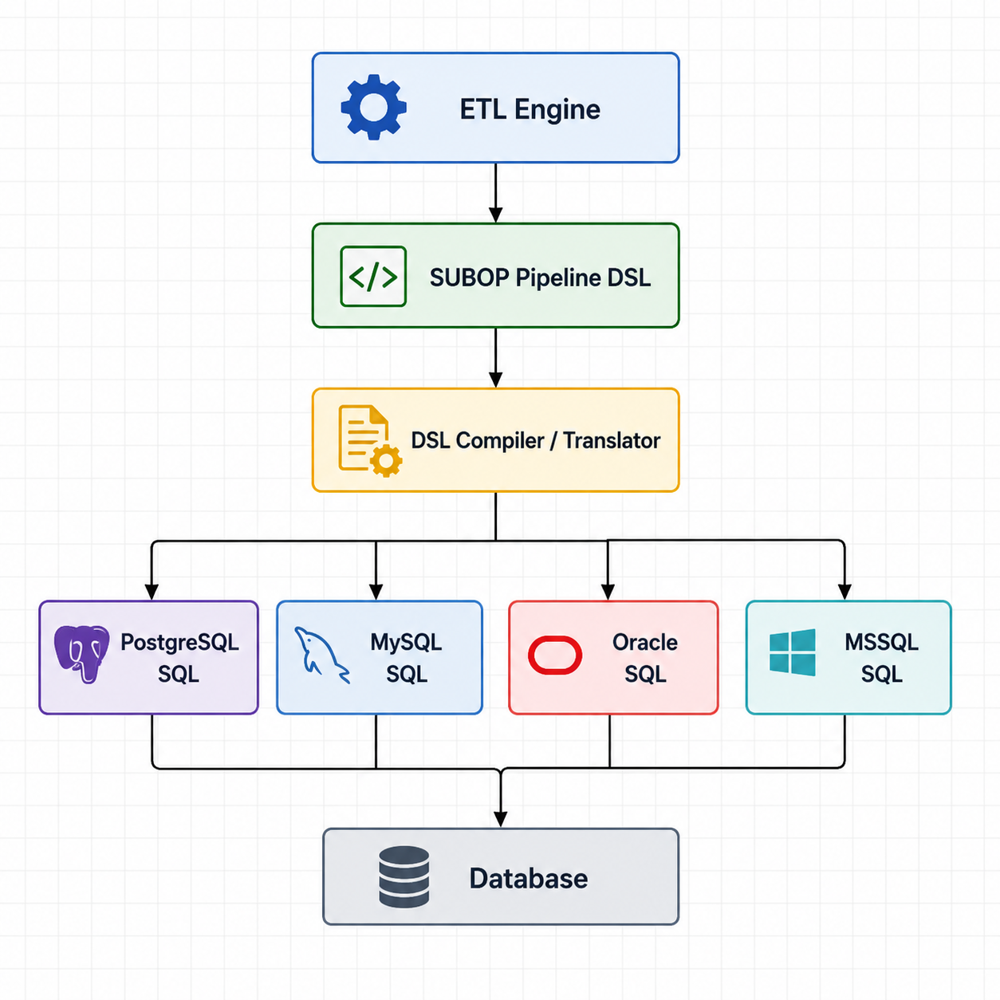 ETL Engine
</>
SUBOP Pipeline DSL
DSL Compiler / Translator
PostgreSQL
SQL
MySQL
SQL
Oracle
SQL
MSSQL
SQL
Database